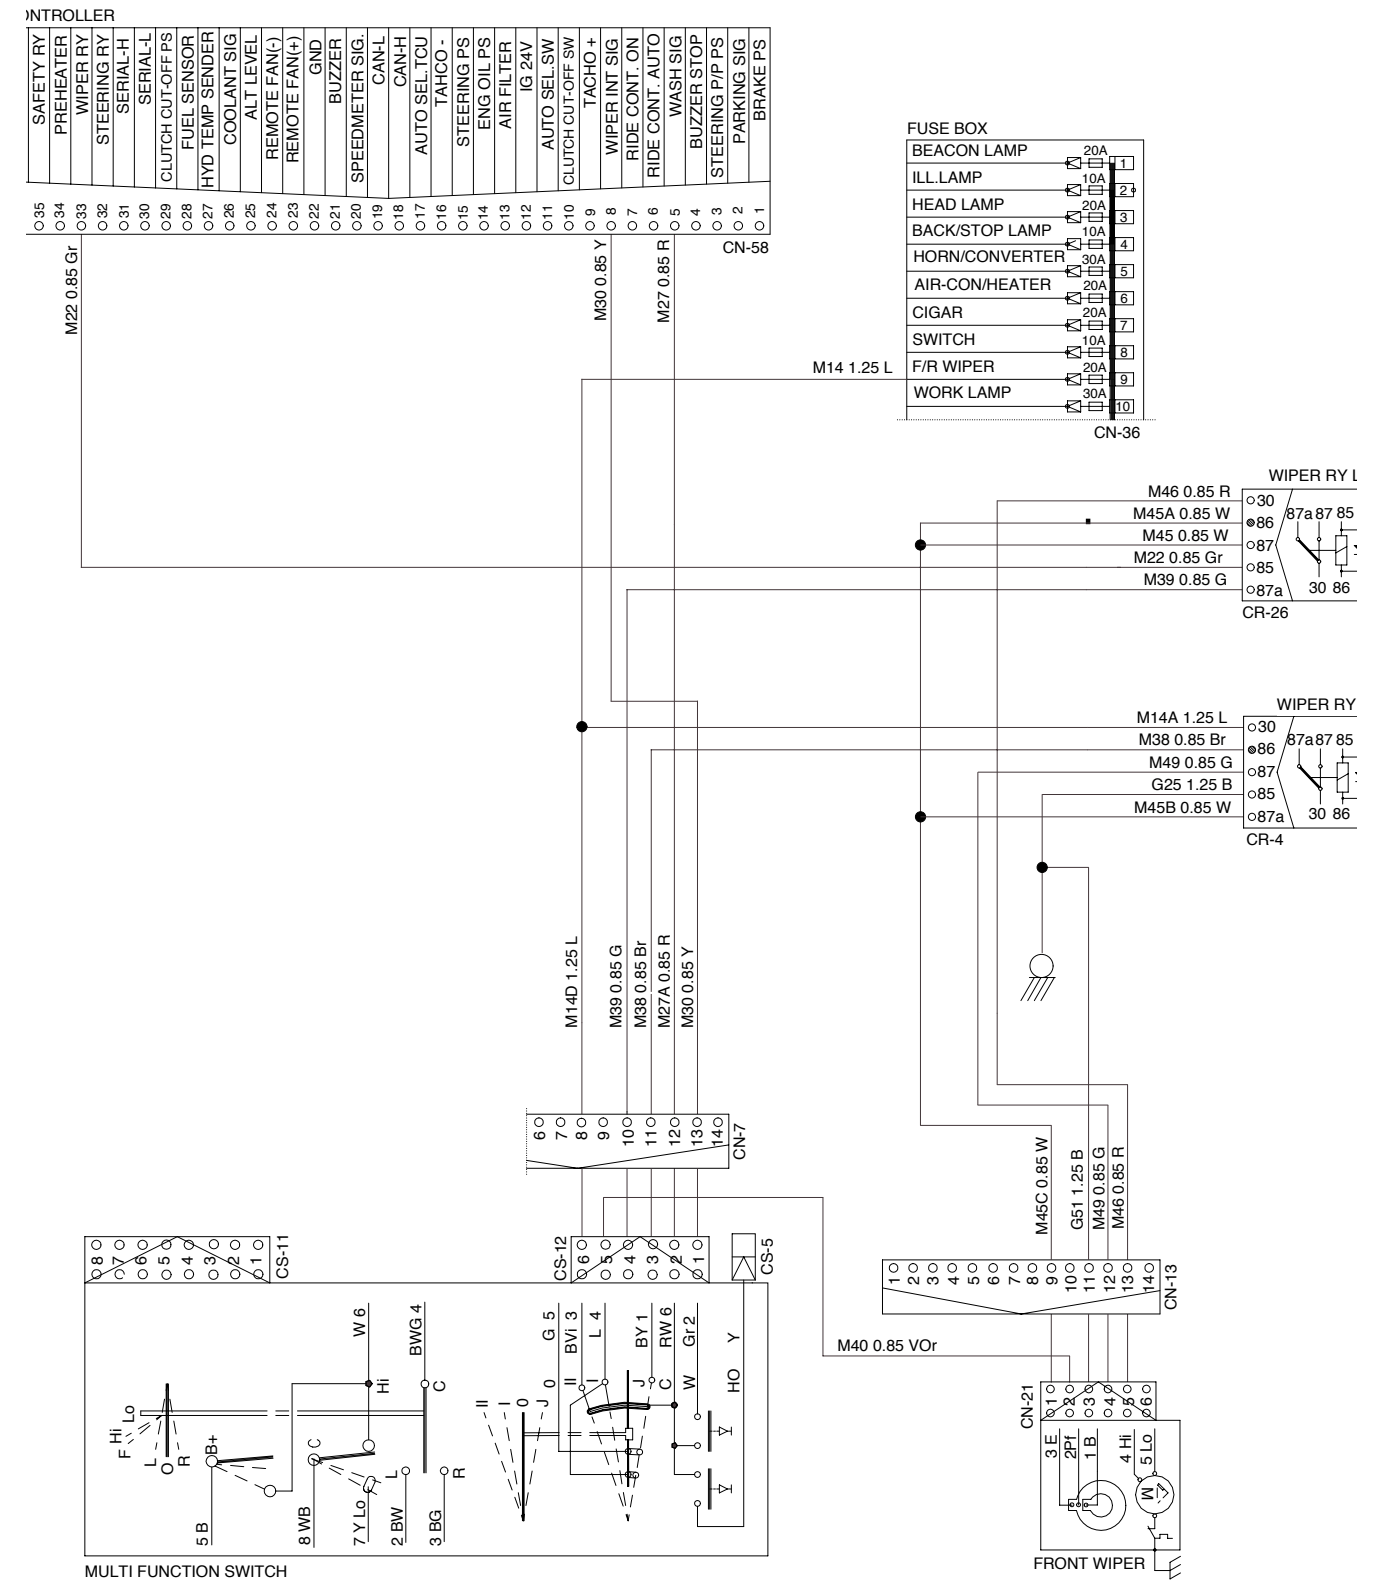 ONTROLLER
SAFETY RY
PREHEATER
WIPER RY
STEERING RY
SERIAL-H
SERIAL-L
CLUTCH CUT-OFF PS
FUEL SENSOR
HYD TEMP SENDER
COOLANT SIG
ALT LEVEL
REMOTE FAN(-)
REMOTE FAN(+)
GND
BUZZER
SPEEDMETER SIG.
CAN-L
CAN-H
AUTO SEL.TCU
TAHCO -
STEERING PS
ENG OIL PS
AIR FILTER
IG 24V
AUTO SEL.SW
CLUTCH CUT-OFF SW
TACHO +
WIPER INT SIG
RIDE CONT. ON
RIDE CONT. AUTO
WASH SIG
BUZZER STOP
STEERING P/P PS
PARKING SIG
BRAKE PS
35 34 33 32 31 30 29 28 27 26 25 24 23 22 21 20 19 18 17 16 15 14 13 12 11 10 9 8 7 6 5 4 3 2 1
CN-58
M22 0.85 Gr
M30 0.85 Y
M27 0.85 R
FUSE BOX
BEACON LAMP 20A 1
ILL.LAMP 10A 2
HEAD LAMP 20A 3
BACK/STOP LAMP 10A 4
HORN/CONVERTER 30A 5
AIR-CON/HEATER 20A 6
CIGAR 20A 7
SWITCH 10A 8
M14 1.25 L F/R WIPER 20A 9
WORK LAMP 30A 10
CN-36
WIPER RY L
M46 0.85 R 30
M45A 0.85 W 86
M45 0.85 W 87
M22 0.85 Gr 85
M39 0.85 G 87a
87a 87 85
30 86
CR-26
WIPER RY
M14A 1.25 L 30
M38 0.85 Br 86
M49 0.85 G 87
G25 1.25 B 85
M45B 0.85 W 87a
87a 87 85
30 86
CR-4
M14D 1.25 L
M39 0.85 G
M38 0.85 Br
M27A 0.85 R
M30 0.85 Y
6 7 8 9 10 11 12 13 14
CN-7
M45C 0.85 W
G51 1.25 B
M49 0.85 G
M46 0.85 R
8 7 6 5 4 3 2 1
CS-11
CS-12
6 5 4 3 2 1
CS-5
1 2 3 4 5 6 7 8 9 10 11 12 13 14
CN-13
M40 0.85 VOr
W 6
BWG 4
Hi
C
Hi
Lo
F
L
O
R
B+
C
L
R
5 B
8 WB
7 Y Lo
2 BW
3 BG
G 5
BVi 3
L 4
BY 1
RW 6
Gr 2
Y
0
II
I
J
C
W
HO
II
I
O
J
MULTI FUNCTION SWITCH
CN-21
1 2 3 4 5 6
3 E
2Pf
1 B
4 Hi
5 Lo
M
FRONT WIPER